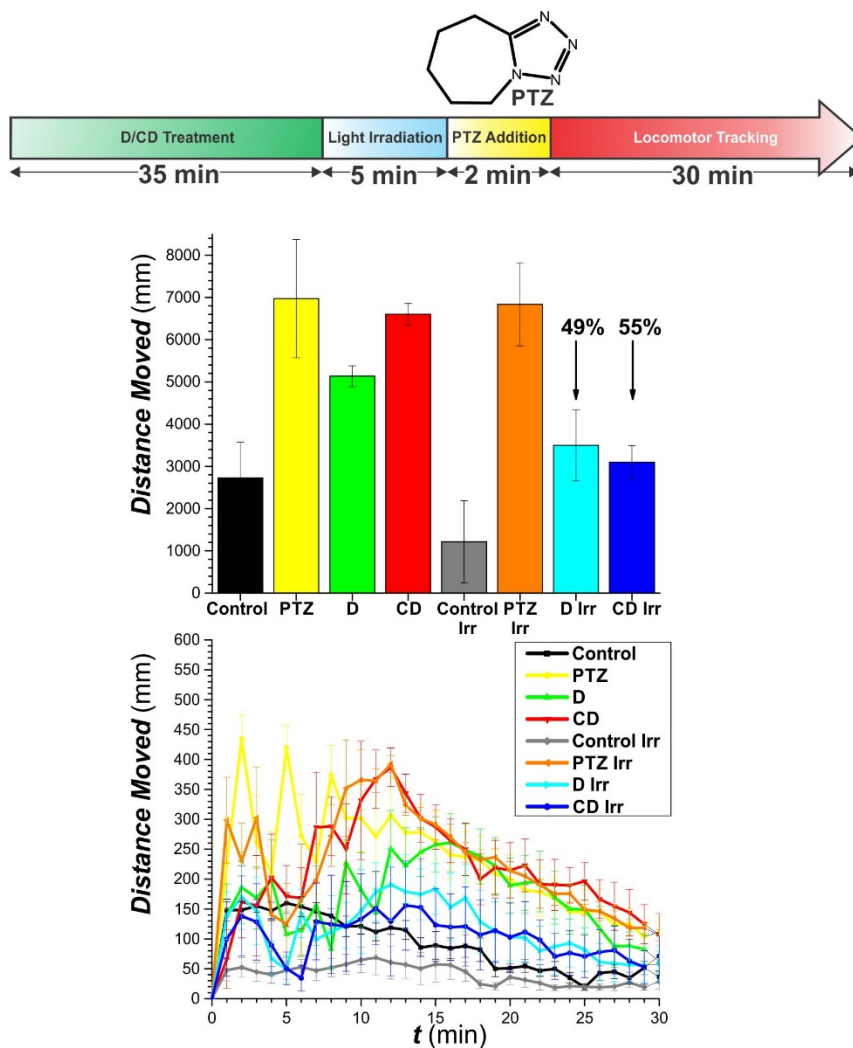 N
N
N
N
PTZ
D/CD Treatment Light Irradiation PTZ Addition Locomotor Tracking
35 min 5 min 2 min 30 min
Distance Moved (mm)
8000
7000
6000
5000
4000
3000
2000
1000
0
49% 55%
Control PTZ D CD Control Irr PTZ Irr D Irr CD Irr
Distance Moved (mm)
600
550
500
450
400
350
300
250
200
150
100
50
0
Control
PTZ
D
CD
Control Irr
PTZ Irr
D Irr
CD Irr
0 5 10 15 20 25 30
t (min)